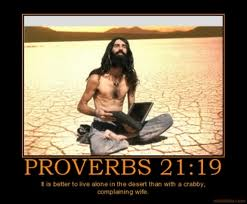 PROVERBS 21:19
It is better to live alone in the desert than with a crabby,
complaining wife.